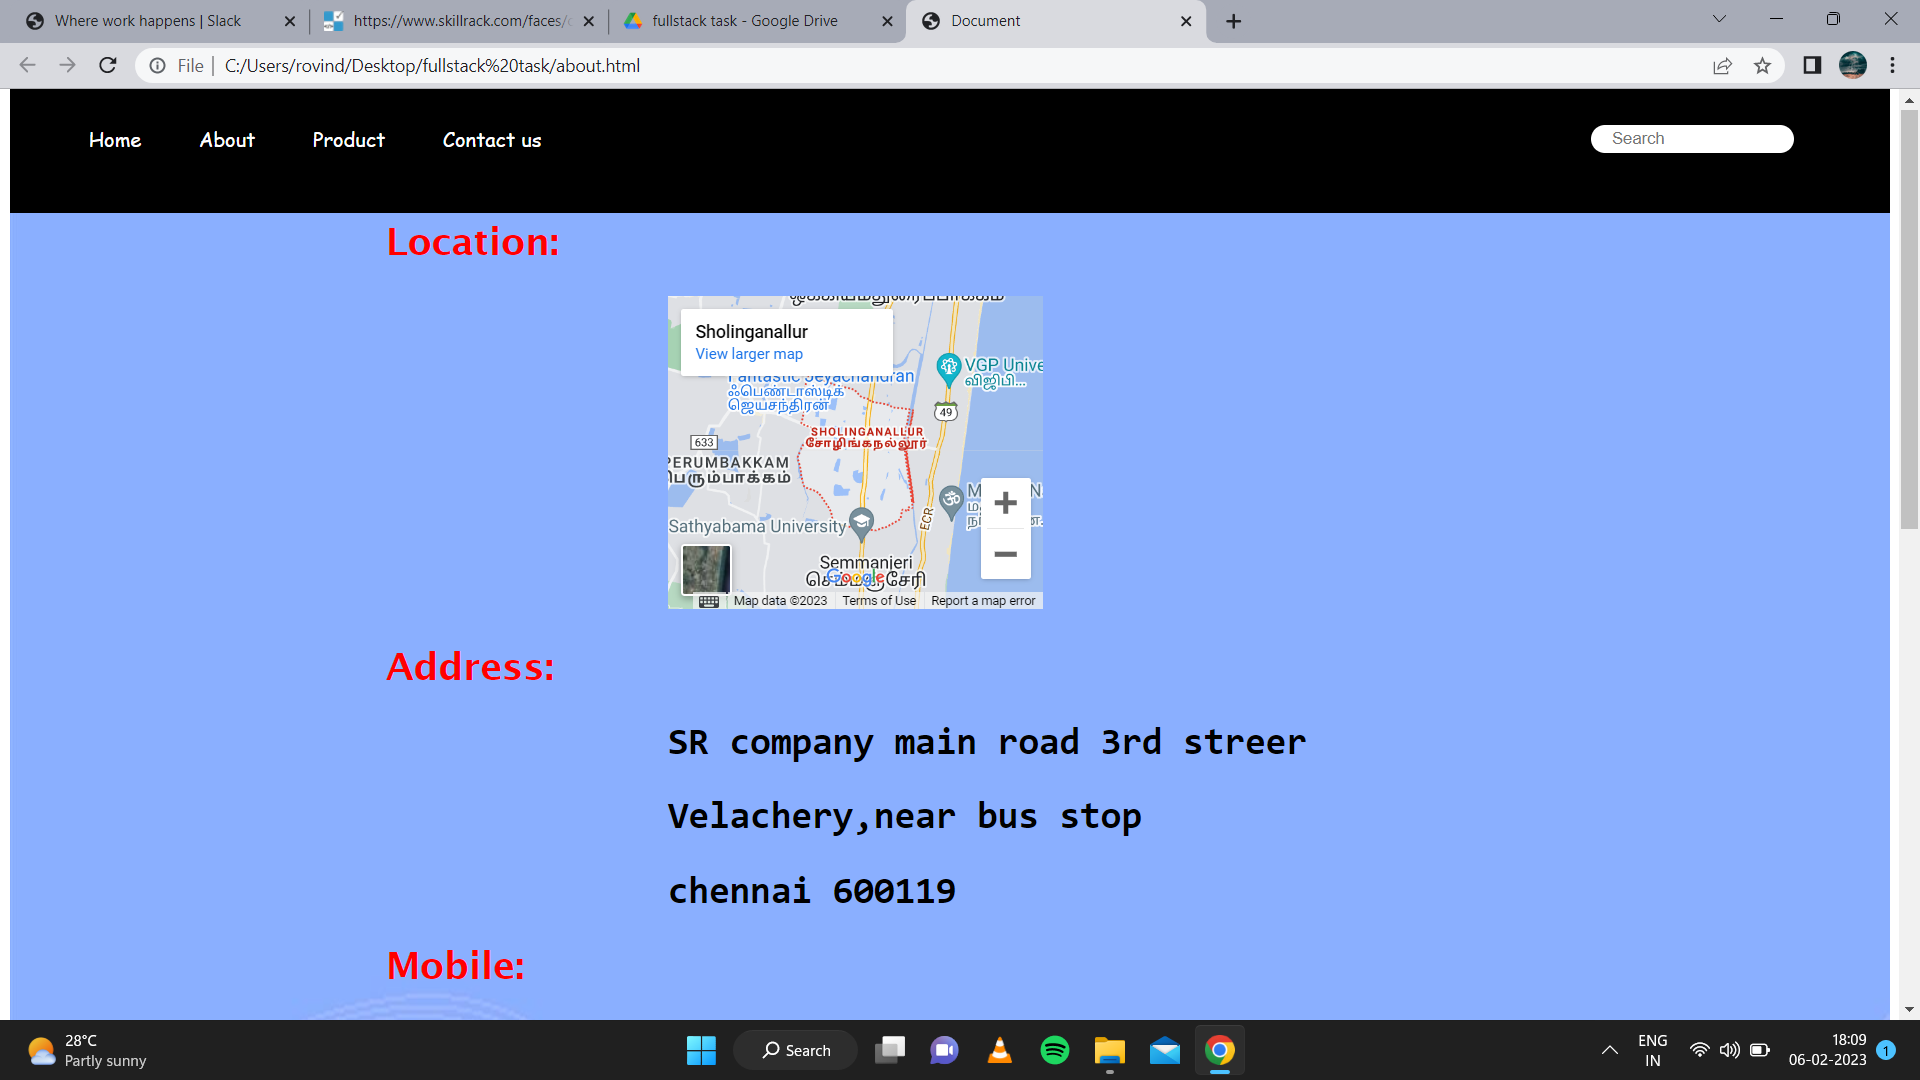 Where work happens | Slack
https://www.skillrack.com/faces/
fullstack task - Google Drive
Document
File
C:/Users/rovind/Desktop/fullstack%20task/about.html
Home About Product Contact us
Search
Location:
Sholinganallur
View larger map
Fantastic Jeyachandran
ஃபெண்டாஸ்டிக்
ஜெயசந்திரன்
VGP Unive
விஜிபி...
49
SHOLINGANALLUR
சோழிங்கநல்லூர்
633
PERUMBAKKAM
பெரும்பாக்கம்
Sathyabama University
ECR
Semmanjeri
செம்மஞ்சேரி
Google
Map data ©2023 Terms of Use Report a map error
Address:
SR company main road 3rd streer
Velachery,near bus stop
chennai 600119
Mobile:
28°C
Partly sunny
Search
ENG
IN
18:09
06-02-2023
1